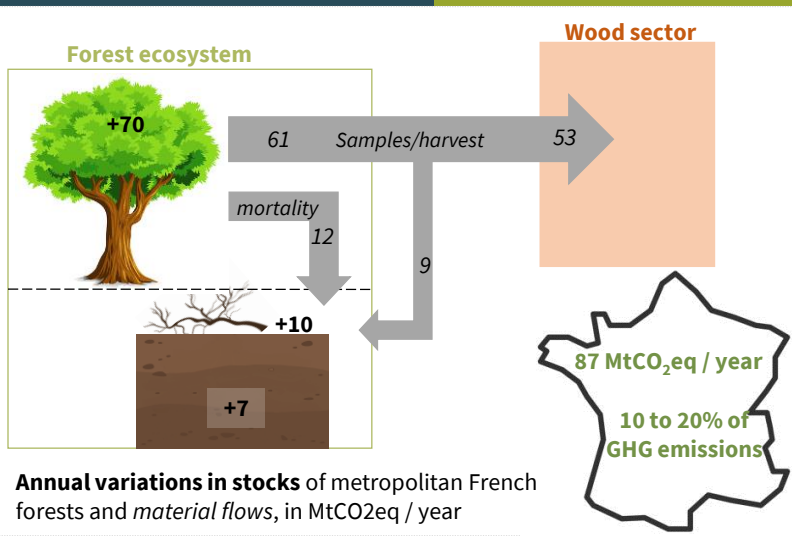 Wood sector
Forest ecosystem
+70
61 Samples/harvest 53
mortality
12
9
+10
+7
87 MtCO₂eq / year
10 to 20% of
GHG emissions
Annual variations in stocks of metropolitan French
forests and material flows, in MtCO2eq / year